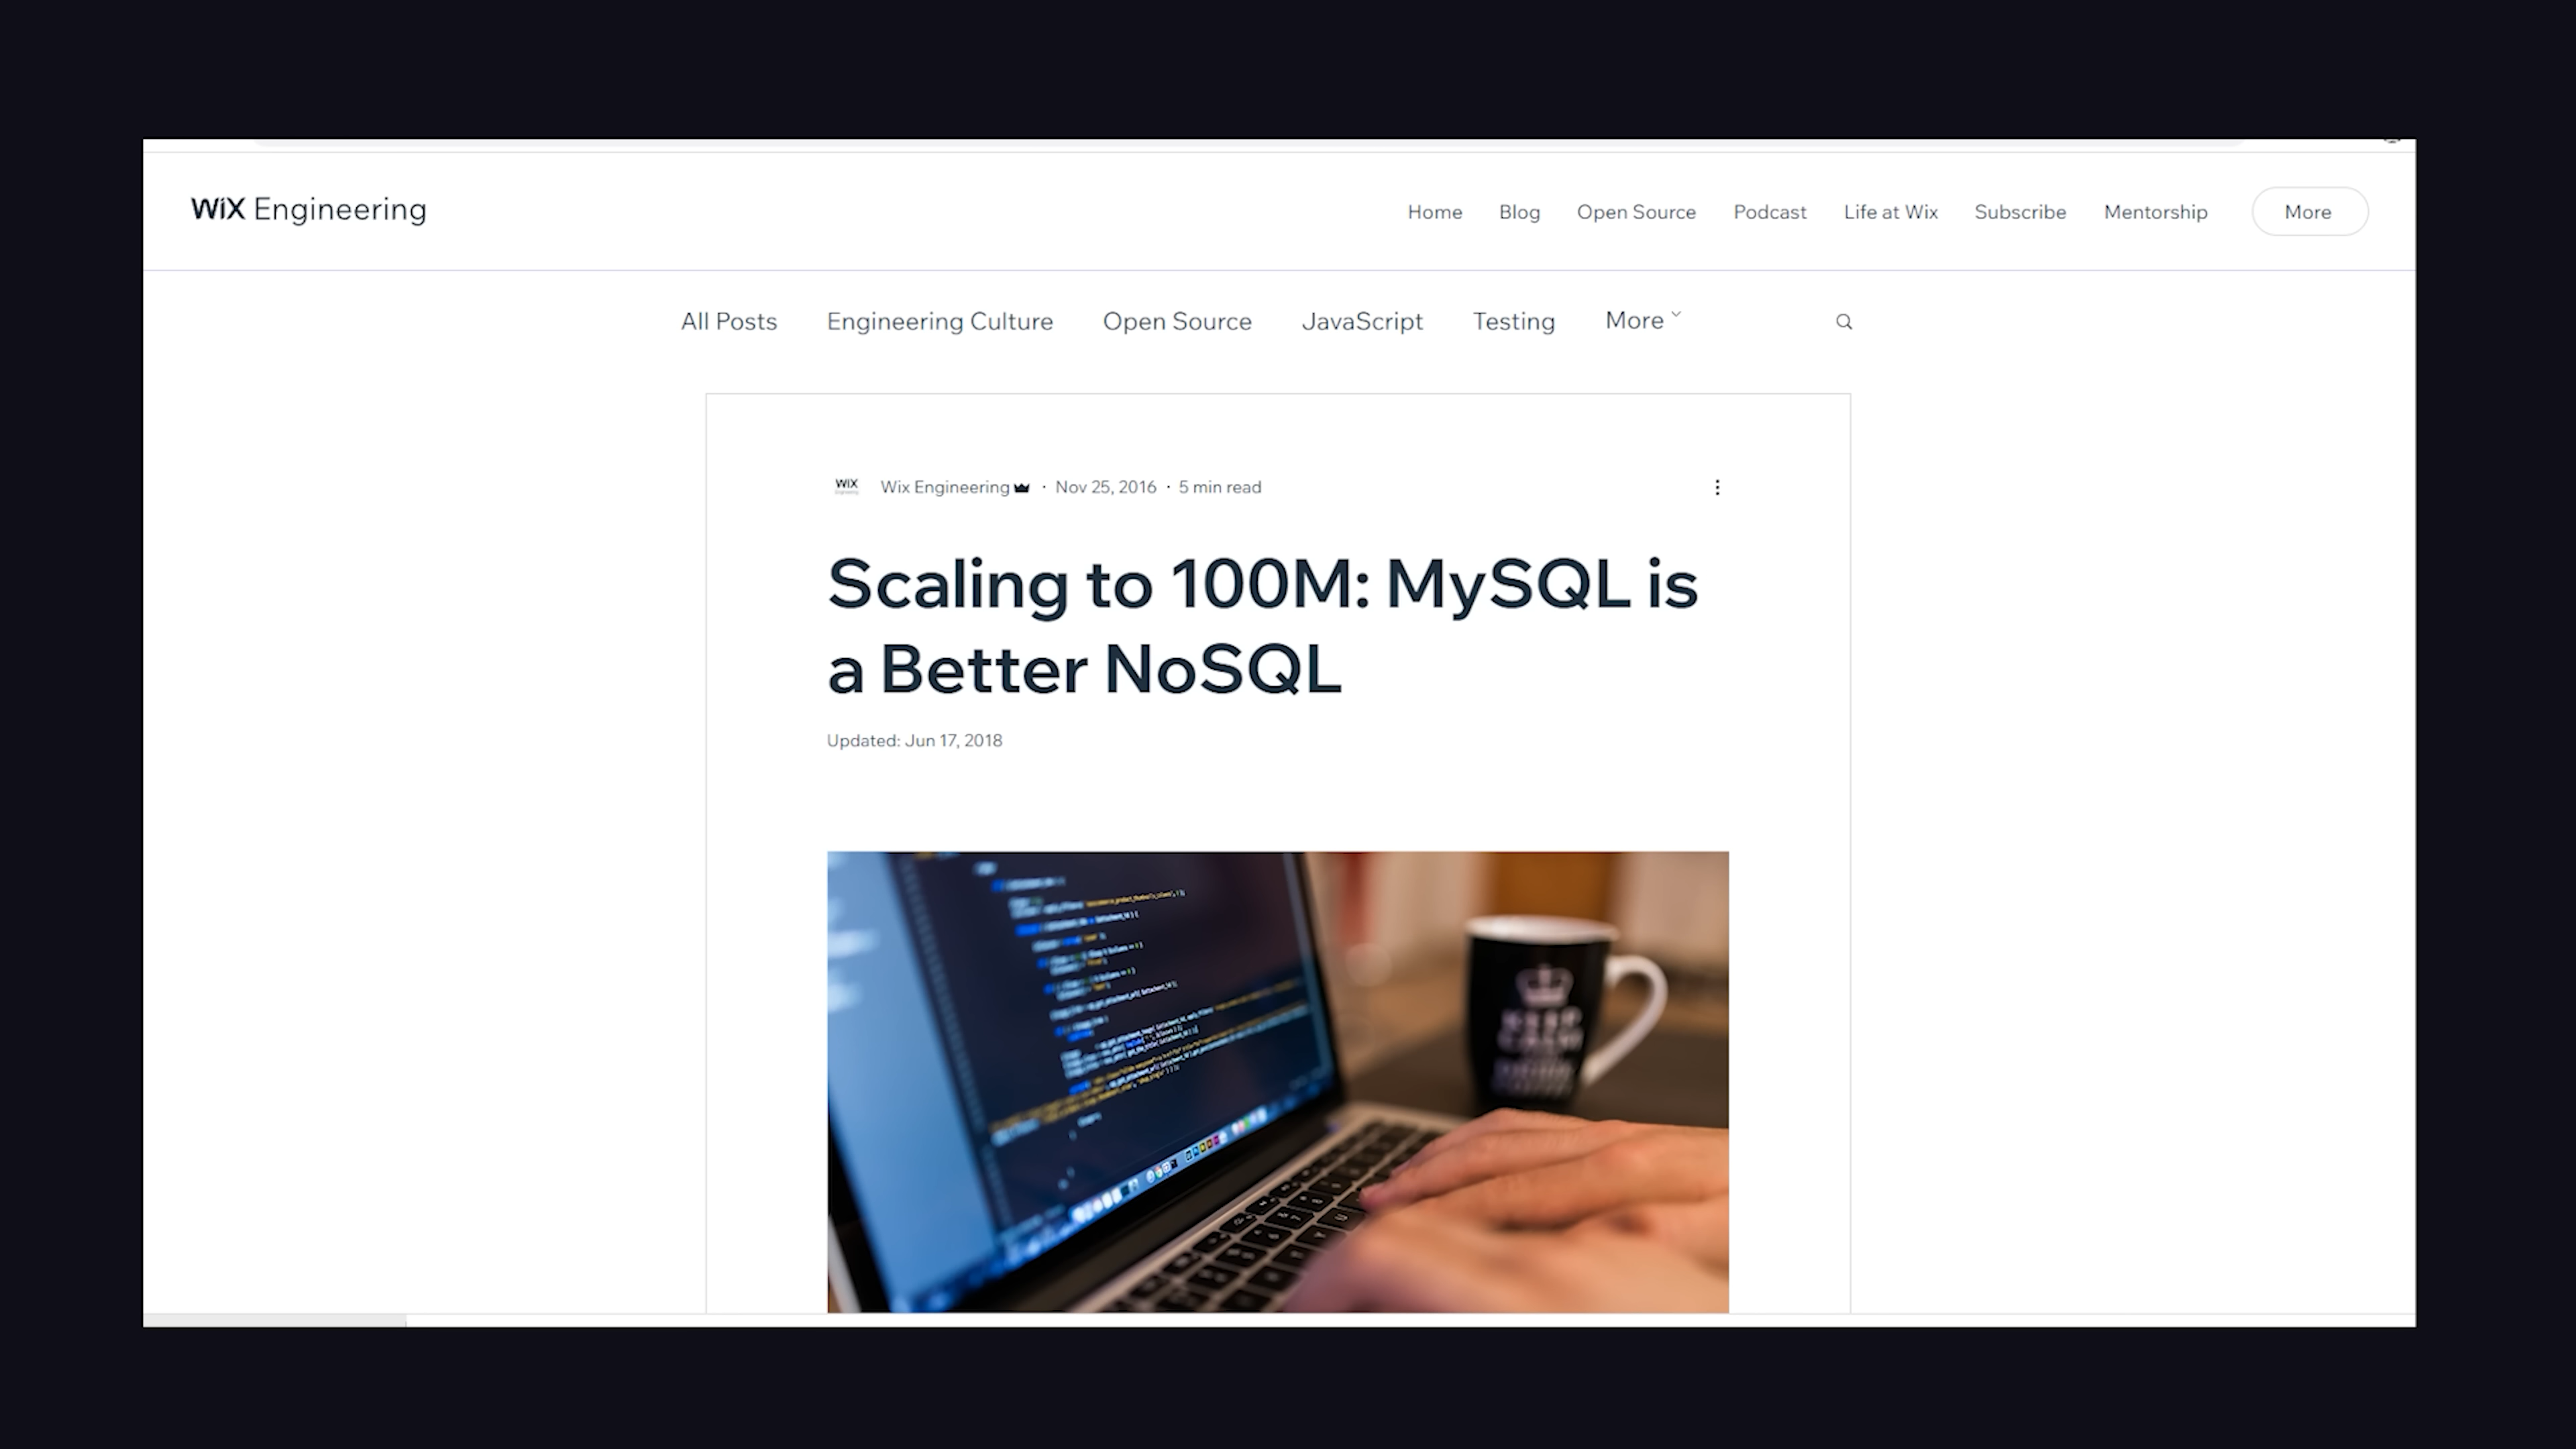 WiX Engineering
Home Blog Open Source Podcast Life at Wix Subscribe Mentorship More
All Posts Engineering Culture Open Source JavaScript Testing More
WiX Wix Engineering · Nov 25, 2016 · 5 min read
Scaling to 100M: MySQL is
a Better NoSQL
Updated: Jun 17, 2018
KEEP
CALM